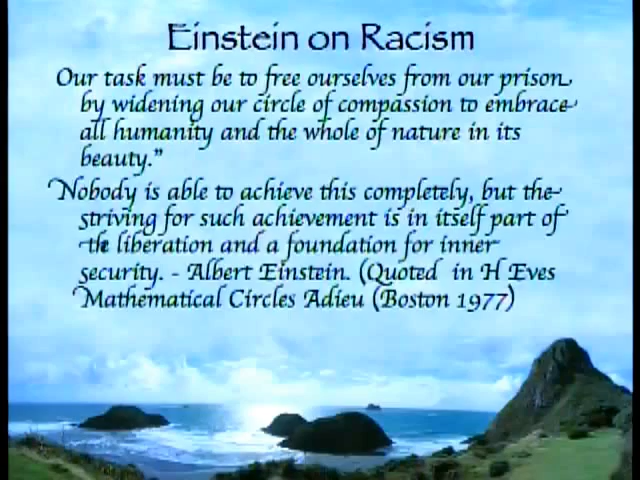 Einstein on Racism
Our task must be to free ourselves from our prison
by widening our circle of compassion to embrace
all humanity and the whole of nature in its
beauty.”
Nobody is able to achieve this completely, but the
striving for such achievement is in itself part of
the liberation and a foundation for inner
security. - Albert Einstein. (Quoted in H Eves
Mathematical Circles Adieu (Boston 1977)